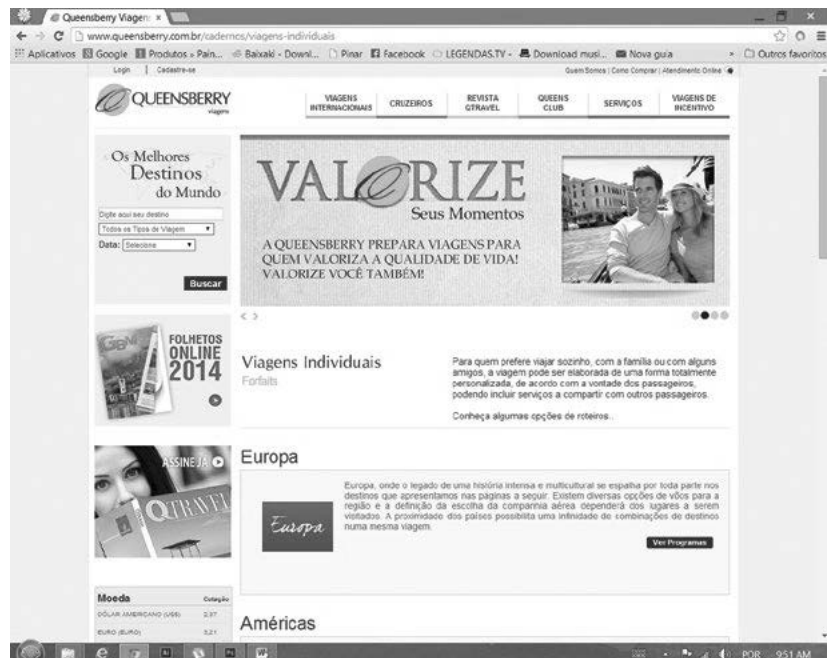 Queensberry Viagen
www.queensberry.com.br/cadernos/viagens-individuais
Aplicativos Google Produtos - Pain... Baixaki - Downl... Pinar Facebook LEGENDAS.TV - Download musi... Nova guia » Outros favoritos
Login | Cadastre-se
Quem Somos | Como Comprar | Atendimento Online
QUEENSBERRY
viagens
VIAGENS INTERNACIONAIS
CRUZEIROS
REVISTA GTRAVEL
QUEENS CLUB
SERVIÇOS
VIAGENS DE INCENTIVO
Os Melhores
Destinos
do Mundo
Digite aqui seu destino
Todos os Tipos de Viagem
Data: Selecione
Buscar
VALORIZE
Seus Momentos
A QUEENSBERRY PREPARA VIAGENS PARA
QUEM VALORIZA A QUALIDADE DE VIDA!
VALORIZE VOCÊ TAMBÉM!
FOLHETOS
ONLINE
2014
Viagens Individuais
Forfaits
Para quem prefere viajar sozinho, com a família ou com alguns
amigos, a viagem pode ser elaborada de uma forma totalmente
personalizada, de acordo com a vontade dos passageiros,
podendo incluir serviços a compartir com outros passageiros.
Conheça algumas opções de roteiros..
ASSINE JÁ
QTRAVEL
Europa
Europa
Europa, onde o legado de uma história intensa e multicultural se espalha por toda parte nos
destinos que apresentamos nas páginas a seguir. Existem diversas opções de vôos para a
região e a definição da escolha da companhia aérea dependerá dos lugares a serem
visitados. A proximidade dos países possibilita uma infinidade de combinações de destinos
numa mesma viagem.
Ver Programas
Moeda Cotação
DÓLAR AMERICANO (US$) 2,37
EURO (EURO) 3,21
Américas
POR 9:51 AM